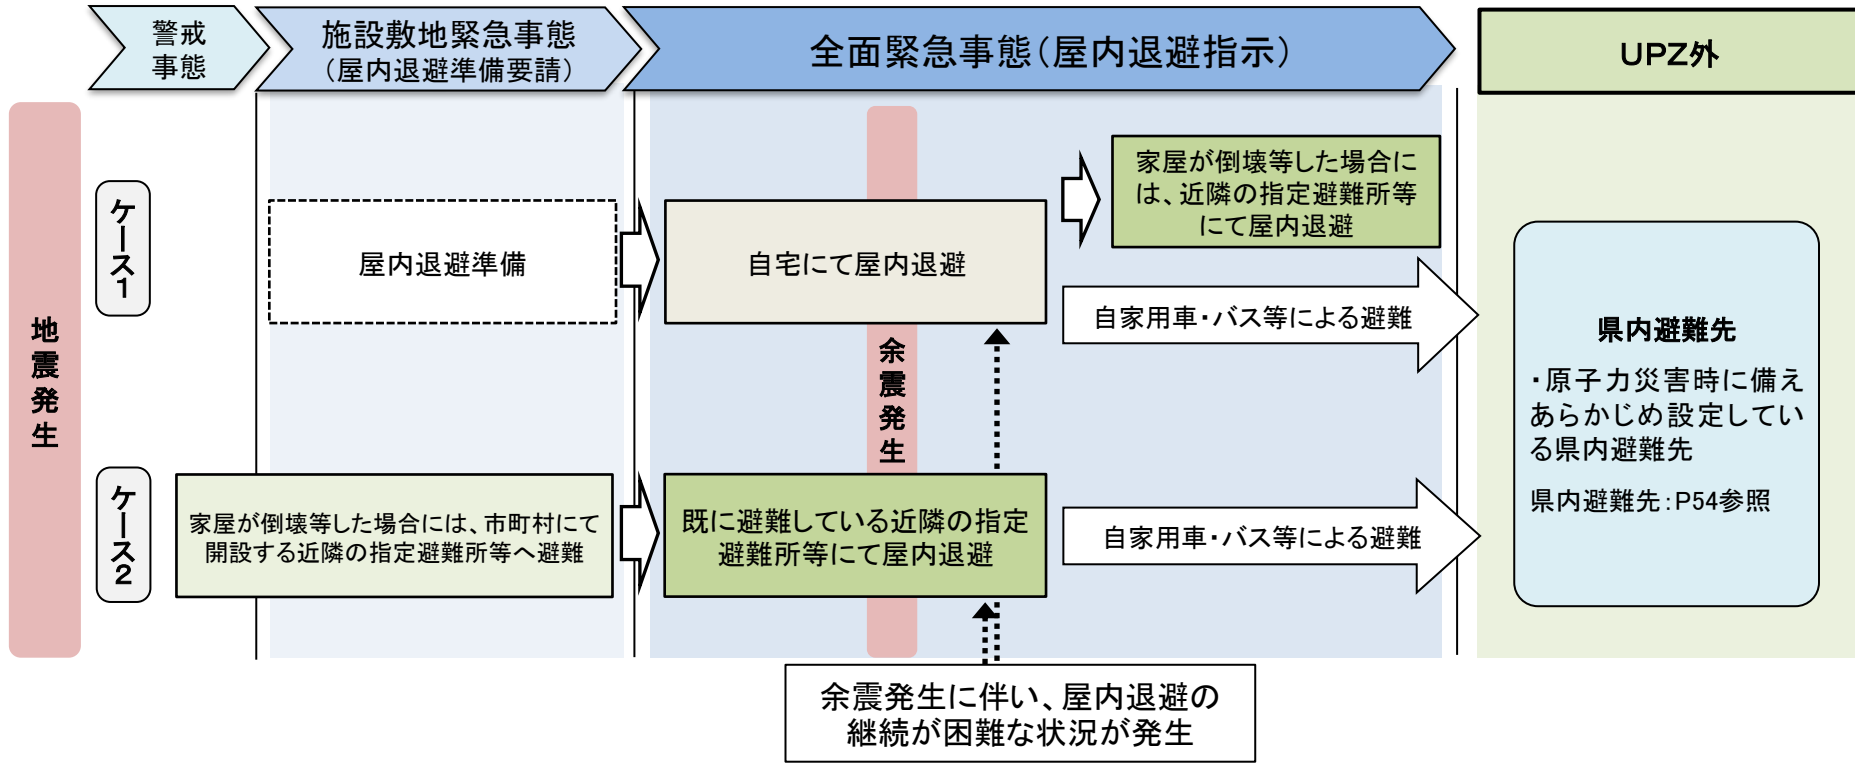 警戒
事態
施設敷地緊急事態
（屋内退避準備要請）
全面緊急事態（屋内退避指示）
UPZ外
地震発生
ケース1
屋内退避準備
自宅にて屋内退避
家屋が倒壊等した場合に
は、近隣の指定避難所等
にて屋内退避
自家用車・バス等による避難
余震発生
県内避難先
・原子力災害時に備え
あらかじめ設定してい
る県内避難先
県内避難先：P54参照
ケース2
家屋が倒壊等した場合には、市町村にて
開設する近隣の指定避難所等へ避難
既に避難している近隣の指定
避難所等にて屋内退避
自家用車・バス等による避難
余震発生に伴い、屋内退避の
継続が困難な状況が発生